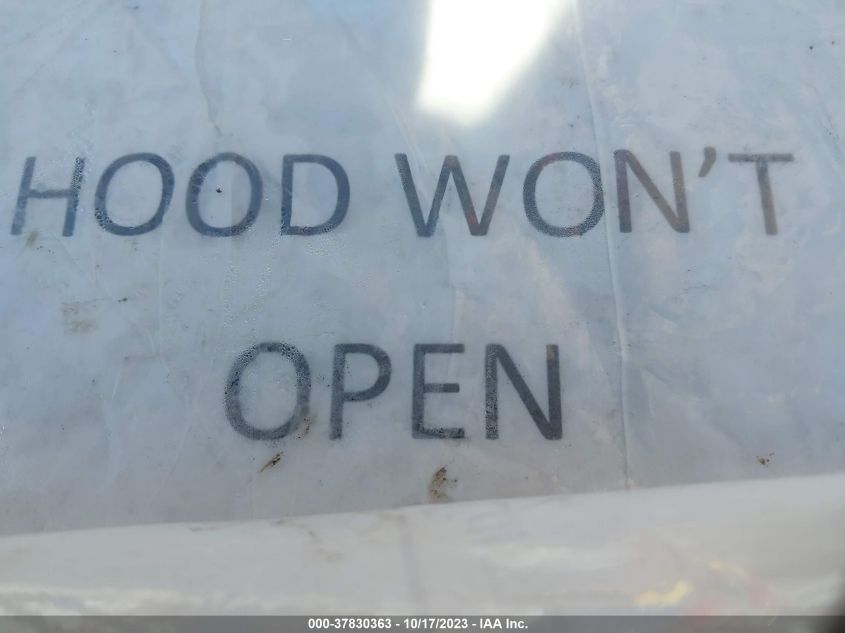 HOOD WON'T
OPEN
000-37830363 - 10/17/2023 - IAA Inc.